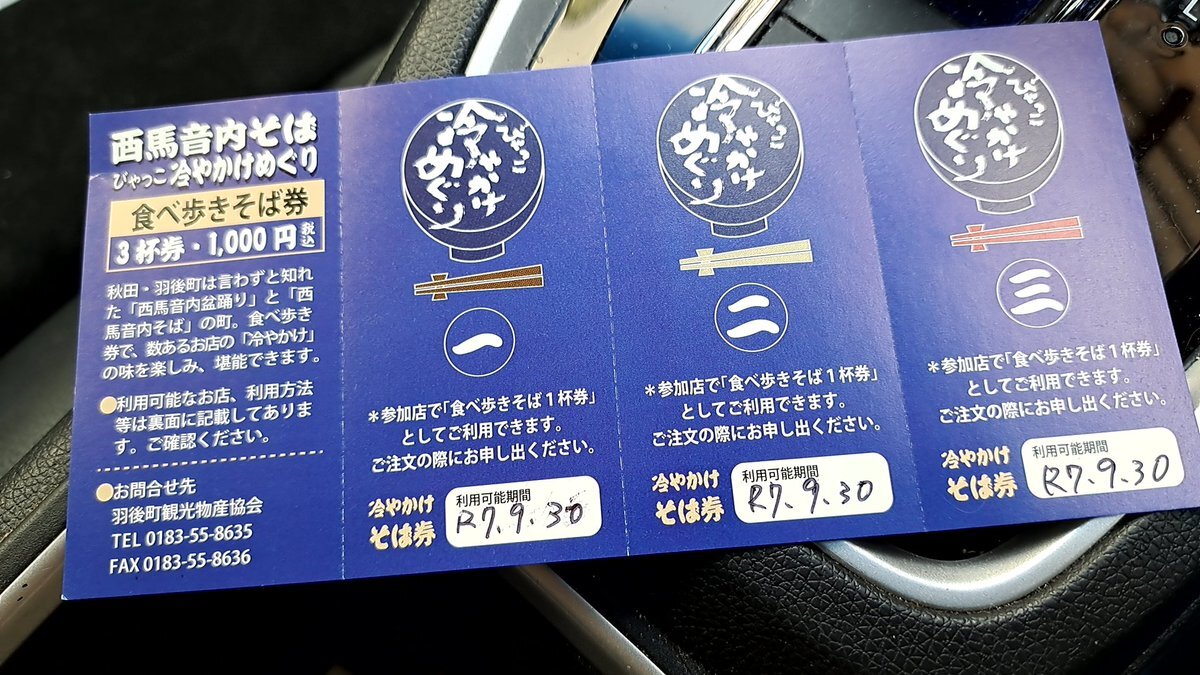 西馬音内そば
びゃっこ冷やかけめぐり
食べ歩きそば券
3杯券・1,000円税込
秋田・羽後町は言わずと知れ
た「西馬音内盆踊り」と「西
馬音内そば」の町。食べ歩き
券で、数あるお店の「冷やかけ」
の味を楽しみ、堪能できます。
●利用可能なお店、利用方法
等は裏面に記載してありま
す。ご確認ください。
●お問合せ先
羽後町観光物産協会
TEL 0183-55-8635
FAX 0183-55-8636
びゃっこ
冷やかけ
めぐり
一
＊参加店で「食べ歩きそば1杯券」
としてご利用できます。
ご注文の際にお申し出ください。
冷やかけ
そば券
利用可能期間
R7.9.30
びゃっこ
冷やかけ
めぐり
二
＊参加店で「食べ歩きそば1杯券」
としてご利用できます。
ご注文の際にお申し出ください。
冷やかけ
そば券
利用可能期間
R7.9.30
びゃっこ
冷やかけ
めぐり
三
＊参加店で「食べ歩きそば1杯券」
としてご利用できます。
ご注文の際にお申し出ください。
冷やかけ
そば券
利用可能期間
R7.9.30